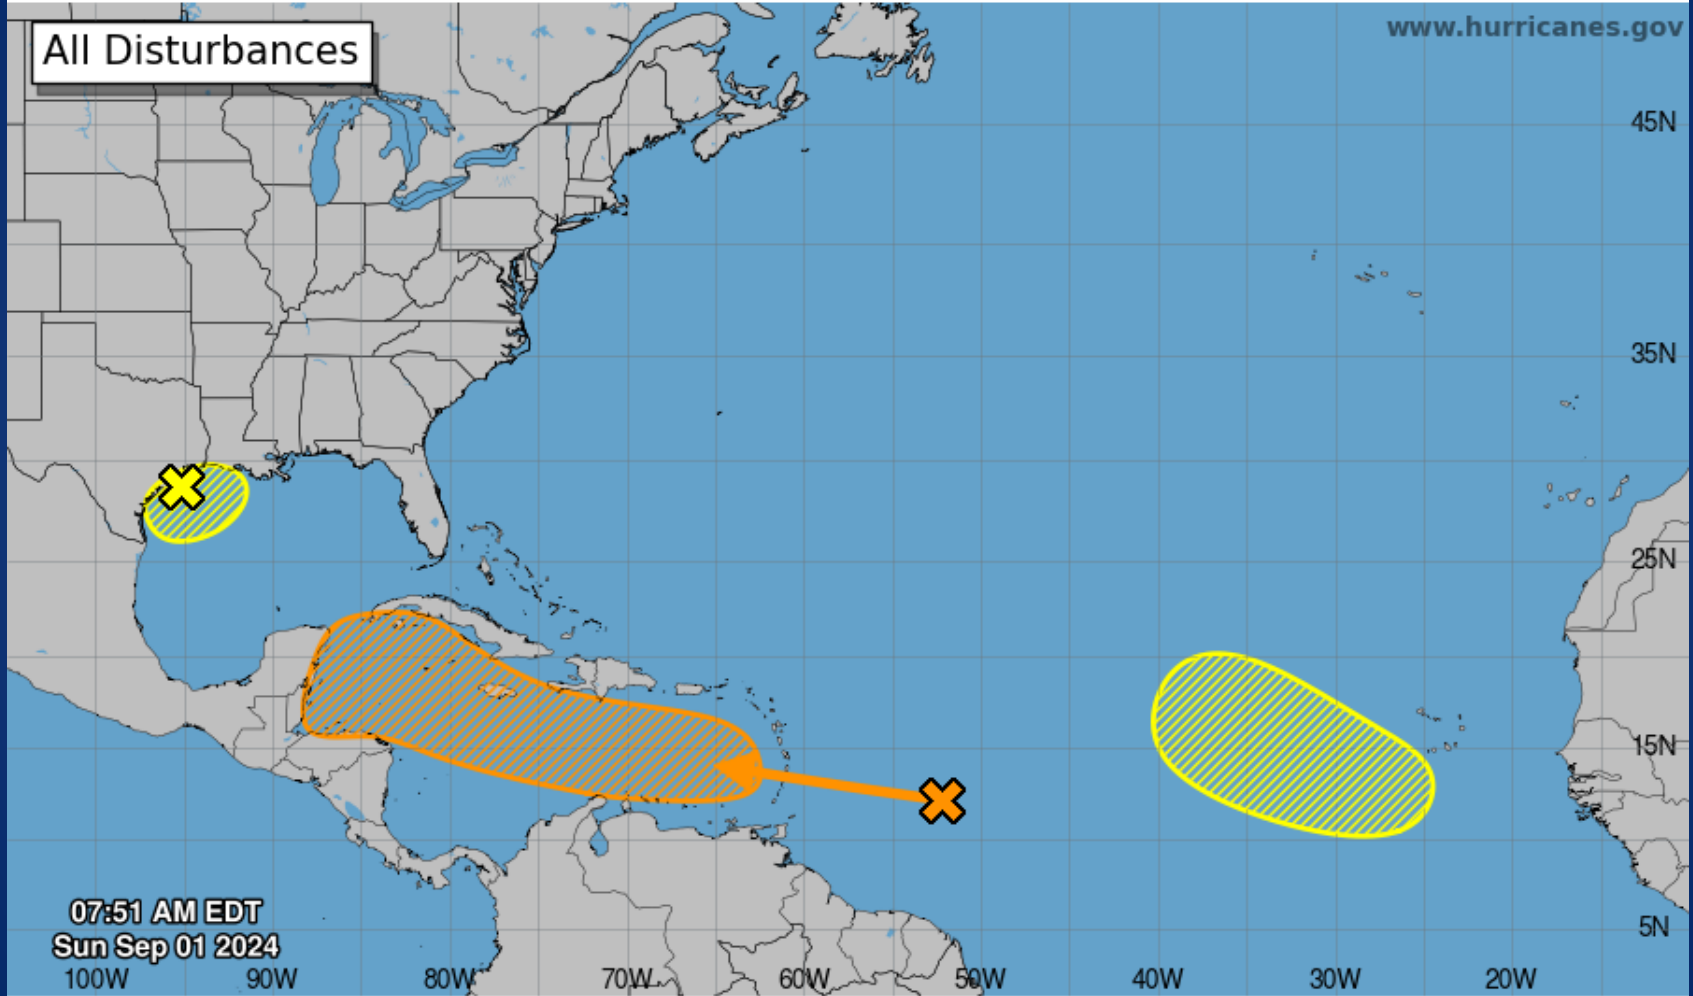 All Disturbances
www.hurricanes.gov
45N
35N
25N
15N
5N
07:51 AM EDT
Sun Sep 01 2024
100W 90W 80W 70W 60W 50W 40W 30W 20W